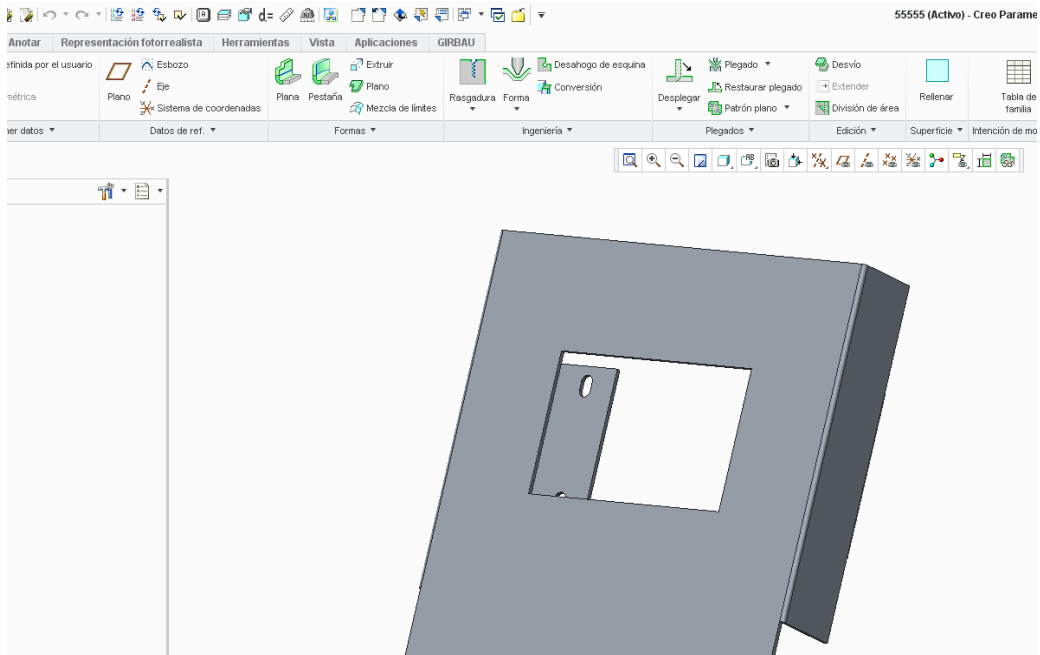 55555 (Activo) - Creo Parame
Anotar Representación fotorrealista Herramientas Vista Aplicaciones GIRBAU
efinida por el usuario
nétrica
Plano
Esbozo
Eje
Sistema de coordenadas
Plana
Pestaña
Extruir
Plano
Mezcla de límites
Rasgadura
Forma
Desahogo de esquina
Conversión
Desplegar
Plegado
Restaurar plegado
Patrón plano
Desvío
Extender
División de área
Rellenar
Tabla de
familia
er datos
Datos de ref.
Formas
Ingeniería
Plegados
Edición
Superficie
Intención de mo